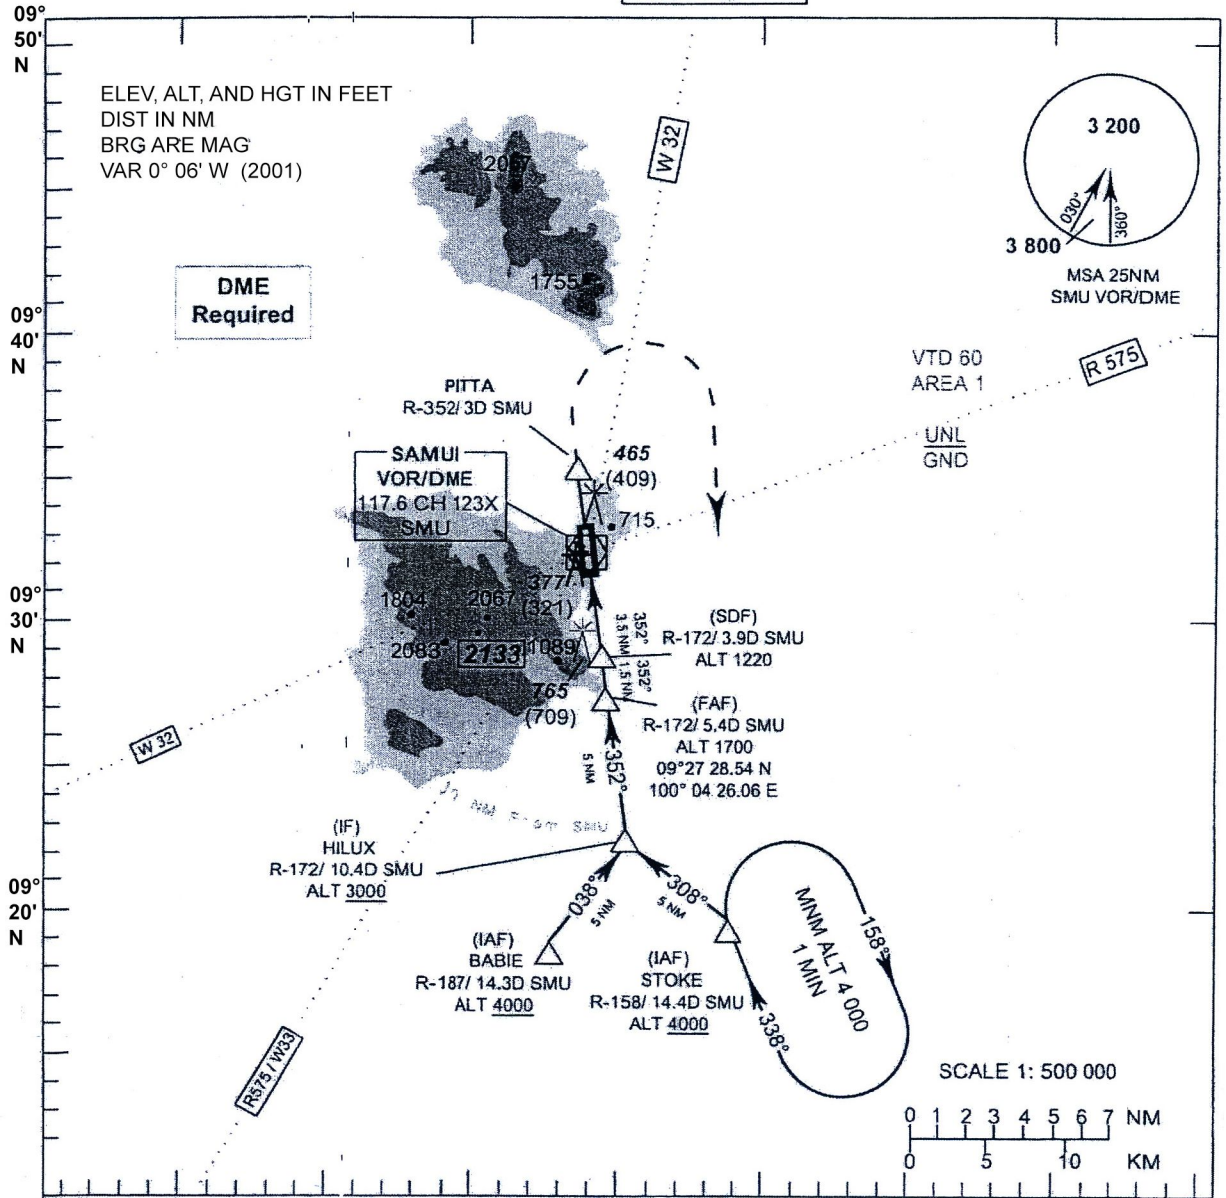 09°
50'
N
ELEV, ALT, AND HGT IN FEET
DIST IN NM
BRG ARE MAG
VAR 0° 06' W (2001)
W 32
3 200
030°
360°
3 800
MSA 25NM
SMU VOR/DME
1755
DME
Required
09°
40'
N
VTD 60
AREA 1
R 575
UNL
GND
PITTA
R-352/ 3D SMU
465
(409)
SAMUI
VOR/DME
117.6 CH 123X
SMU
715
377
(321)
09°
30'
N
1804
2067
2083
2133
1089
765
(709)
352°
3.5 NM
352°
1.5 NM
(SDF)
R-172/ 3.9D SMU
ALT 1220
(FAF)
R-172/ 5.4D SMU
ALT 1700
09°27 28.54 N
100° 04 26.06 E
W 32
352°
5 NM
NM
SMU
(IF)
HILUX
R-172/ 10.4D SMU
ALT 3000
09°
20'
N
038°
5 NM
308°
5 NM
(IAF)
BABIE
R-187/ 14.3D SMU
ALT 4000
(IAF)
STOKE
R-158/ 14.4D SMU
ALT 4000
MNM ALT 4 000
1 MIN
158°
338°
R575 / W33
SCALE 1: 500 000
0 1 2 3 4 5 6 7 NM
0 5 10 KM